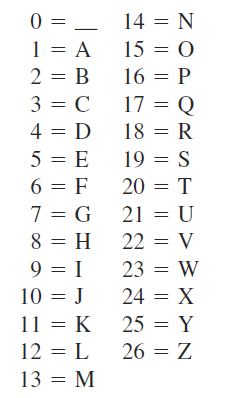 0 = _ 14 = N
1 = A 15 = O
2 = B 16 = P
3 = C 17 = Q
4 = D 18 = R
5 = E 19 = S
6 = F 20 = T
7 = G 21 = U
8 = H 22 = V
9 = I 23 = W
10 = J 24 = X
11 = K 25 = Y
12 = L 26 = Z
13 = M